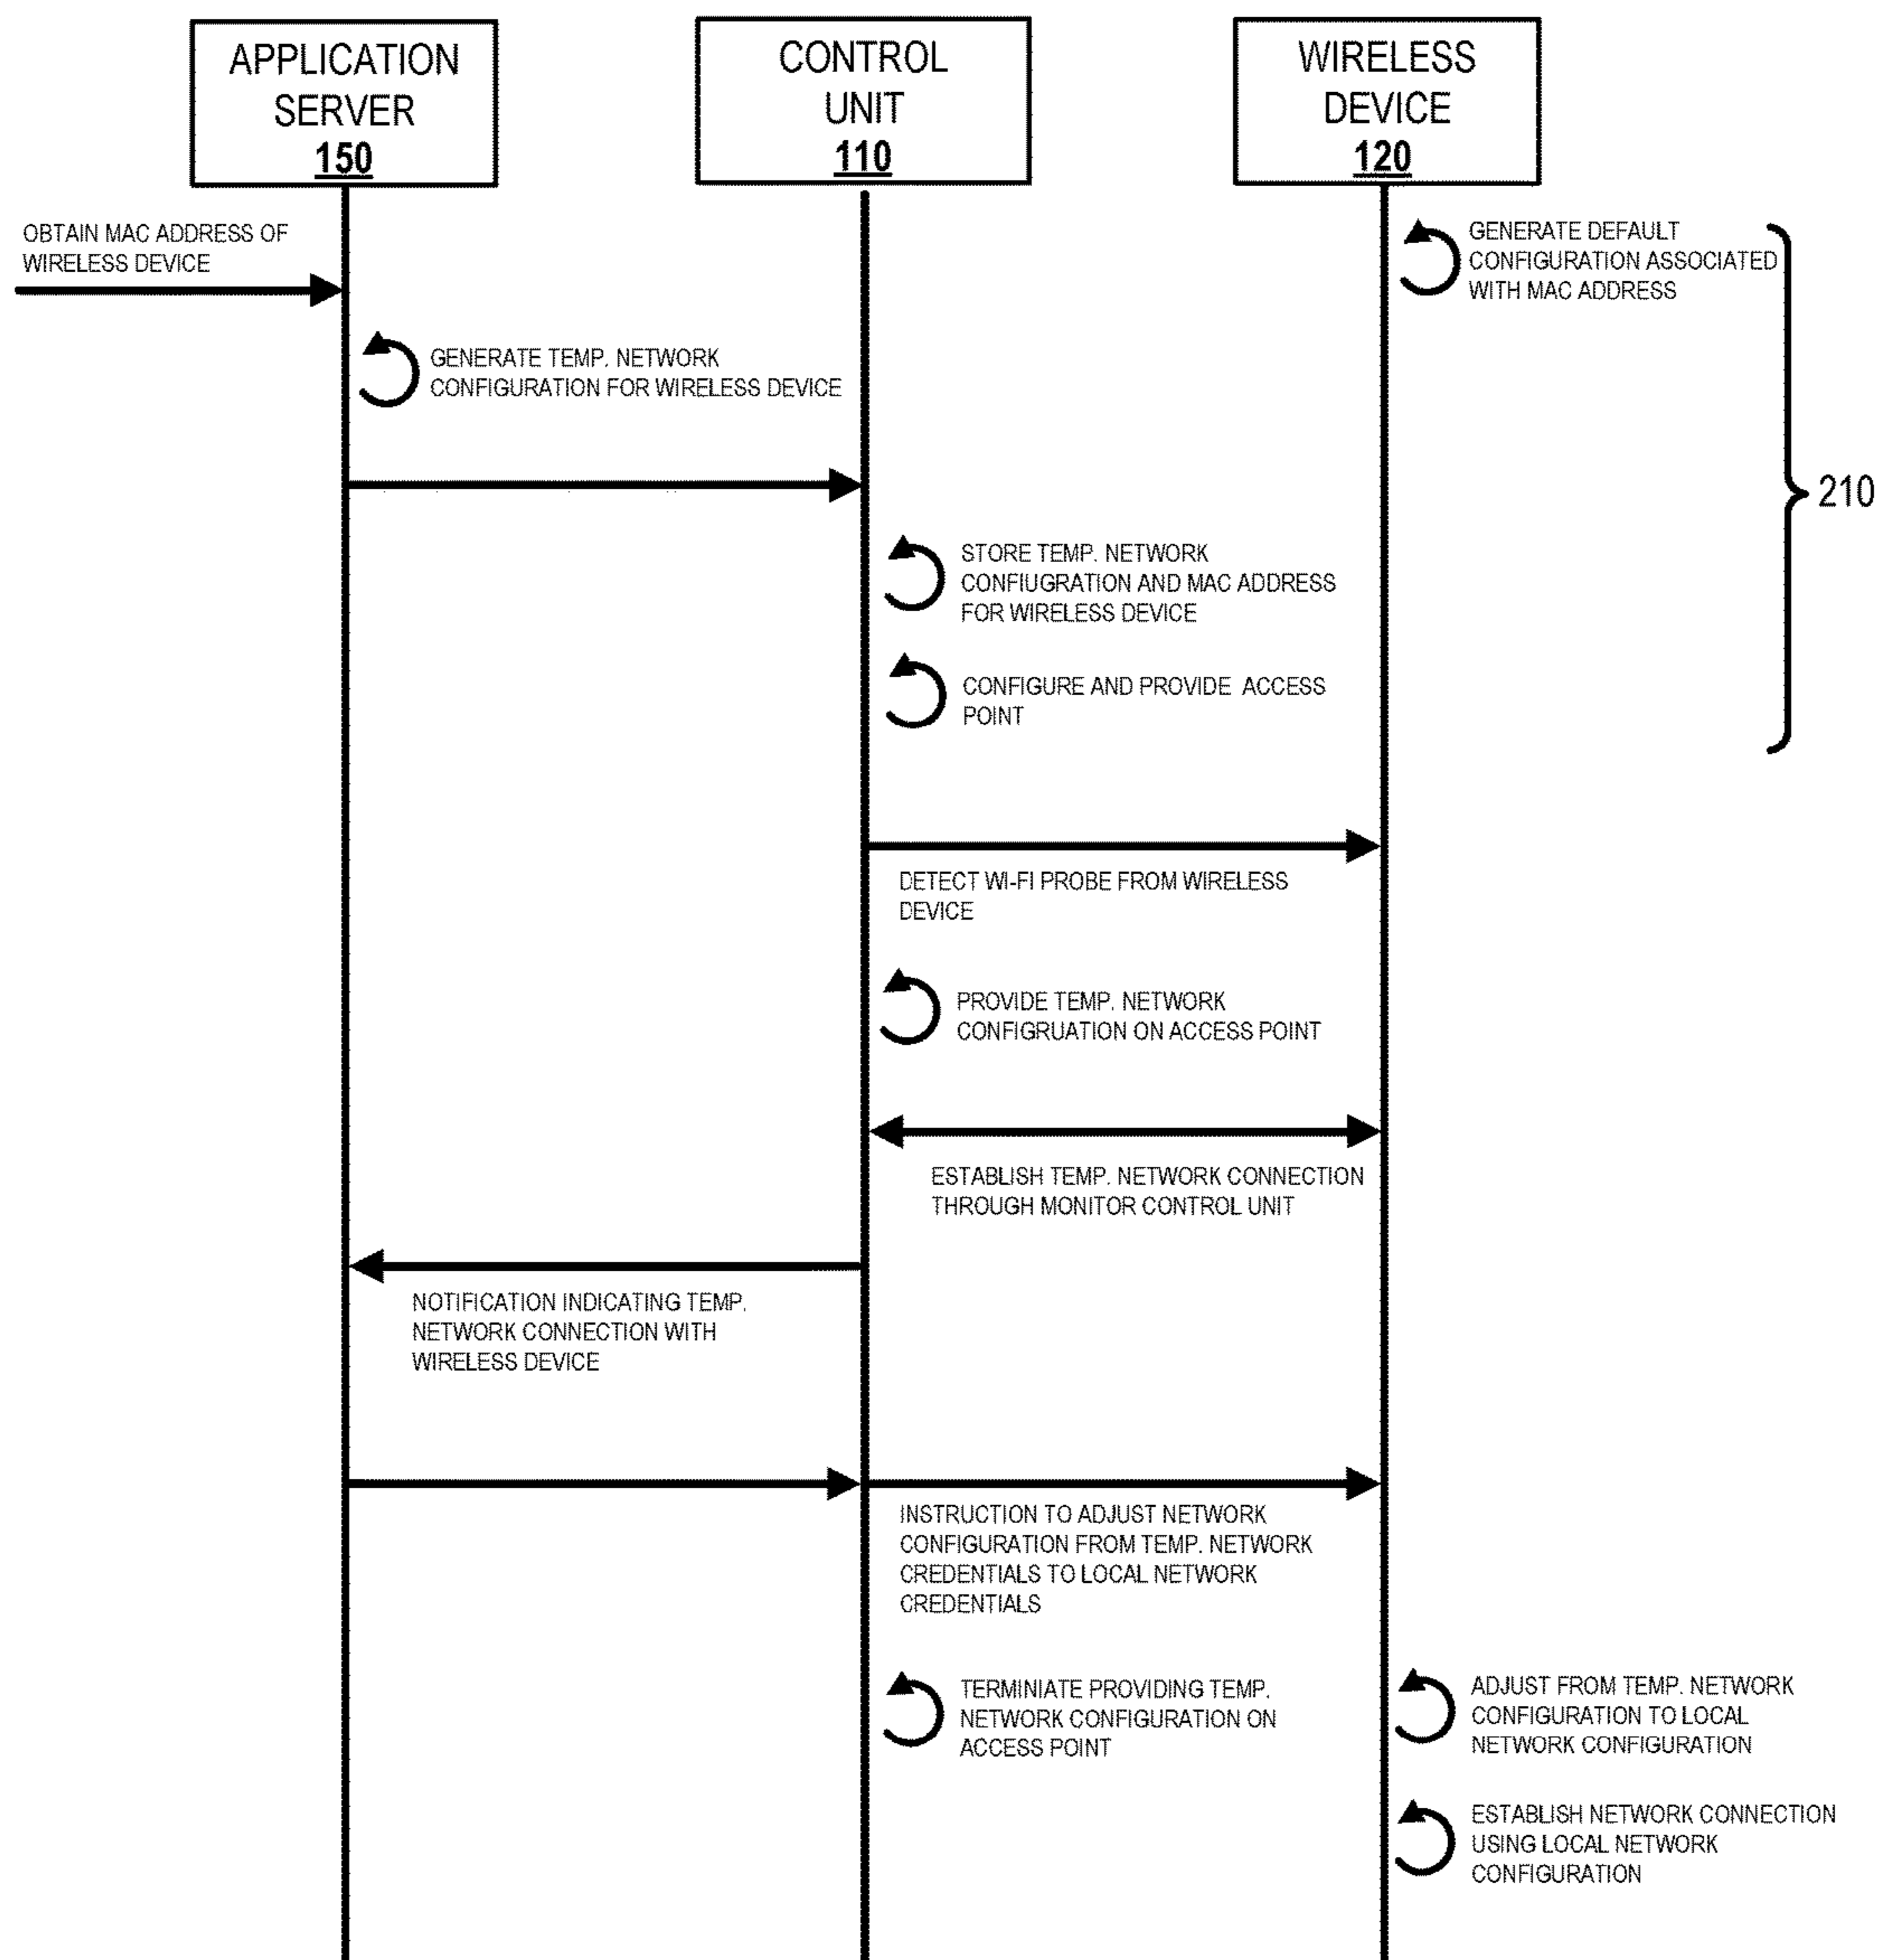 APPLICATION
SERVER
150
CONTROL
UNIT
110
WIRELESS
DEVICE
120
OBTAIN MAC ADDRESS OF
WIRELESS DEVICE
GENERATE DEFAULT
CONFIGURATION ASSOCIATED
WITH MAC ADDRESS
GENERATE TEMP. NETWORK
CONFIGURATION FOR WIRELESS DEVICE
210
STORE TEMP. NETWORK
CONFIUGRATION AND MAC ADDRESS
FOR WIRELESS DEVICE
CONFIGURE AND PROVIDE ACCESS
POINT
DETECT WI-FI PROBE FROM WIRELESS
DEVICE
PROVIDE TEMP. NETWORK
CONFIGRUATION ON ACCESS POINT
ESTABLISH TEMP. NETWORK CONNECTION
THROUGH MONITOR CONTROL UNIT
NOTIFICATION INDICATING TEMP.
NETWORK CONNECTION WITH
WIRELESS DEVICE
INSTRUCTION TO ADJUST NETWORK
CONFIGURATION FROM TEMP. NETWORK
CREDENTIALS TO LOCAL NETWORK
CREDENTIALS
TERMINIATE PROVIDING TEMP.
NETWORK CONFIGURATION ON
ACCESS POINT
ADJUST FROM TEMP. NETWORK
CONFIGURATION TO LOCAL
NETWORK CONFIGURATION
ESTABLISH NETWORK CONNECTION
USING LOCAL NETWORK
CONFIGURATION